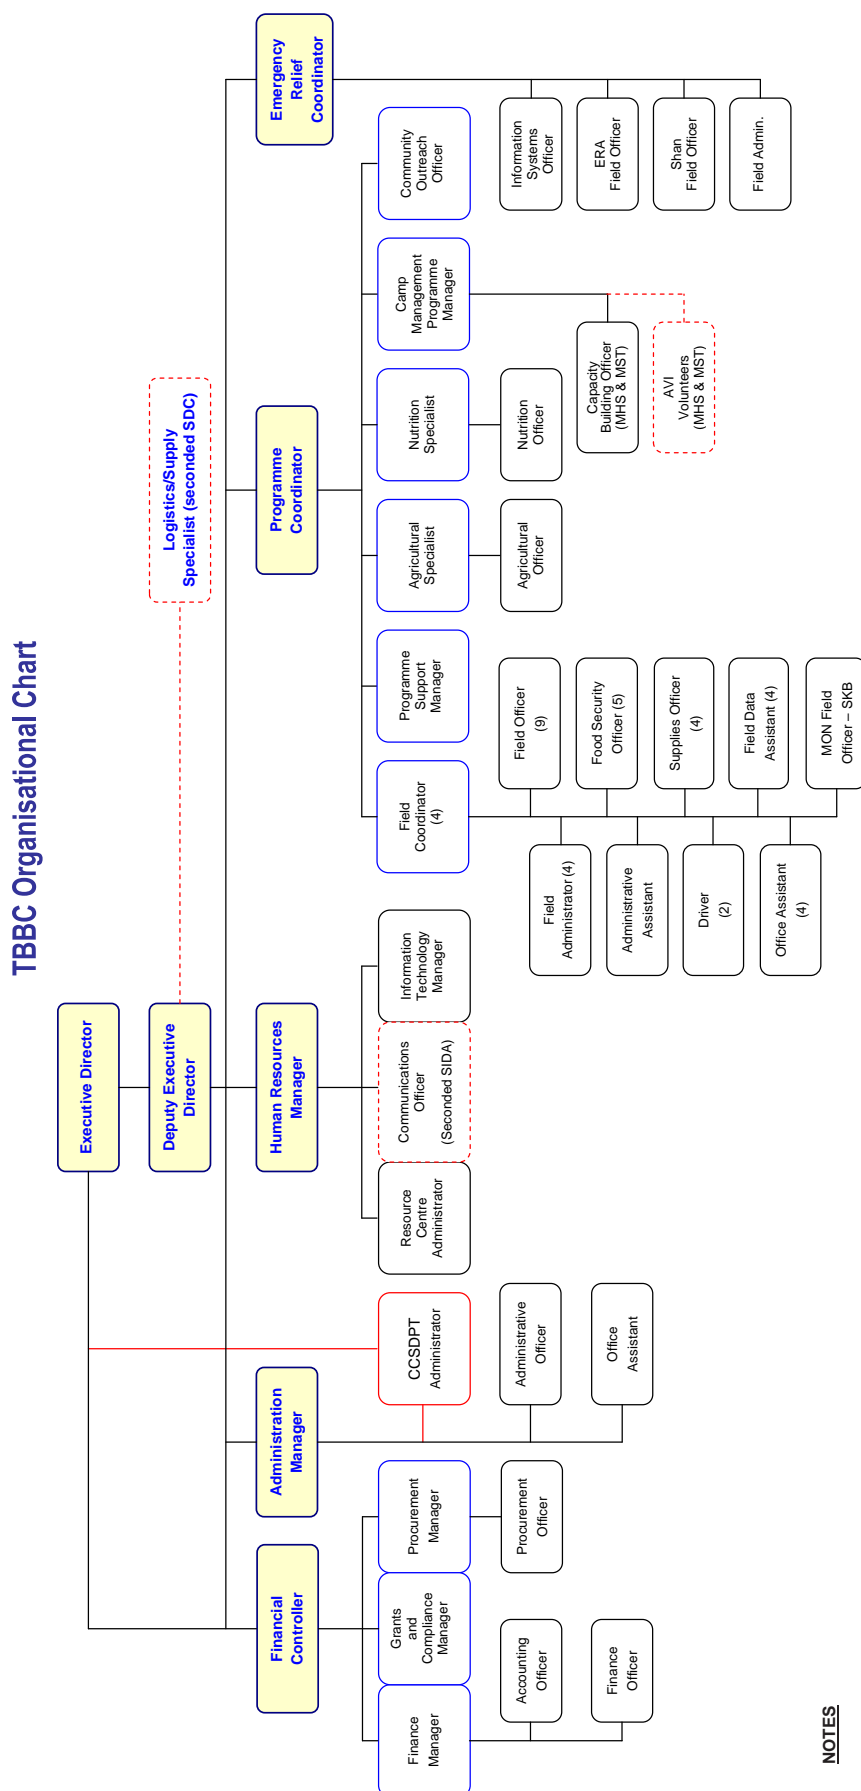 TBBC Organisational Chart
Executive Director
Deputy Executive
Director
Logistics/Supply
Specialist (seconded SDC)
Financial
Controller
Administration
Manager
Human Resources
Manager
Programme
Coordinator
Emergency
Relief
Coordinator
Finance
Manager
Grants
and
Compliance
Manager
Procurement
Manager
CCSDPT
Administrator
Resource
Centre
Administrator
Communications
Officer
(Seconded SIDA)
Information
Technology
Manager
Field
Coordinator
(4)
Programme
Support
Manager
Agricultural
Specialist
Nutrition
Specialist
Camp
Management
Programme
Manager
Community
Outreach
Officer
Accounting
Officer
Finance
Officer
Procurement
Officer
Administrative
Officer
Office
Assistant
Field
Administrator (4)
Administrative
Assistant
Driver
(2)
Office Assistant
(4)
Field Officer
(9)
Food Security
Officer (5)
Supplies Officer
(4)
Field Data
Assistant (4)
MON Field
Officer – SKB
Agricultural
Officer
Nutrition
Officer
Capacity
Building Officer
(MHS & MST)
AVI
Volunteers
(MHS & MST)
Information
Systems
Officer
ERA
Field Officer
Shan
Field Officer
Field Admin.
NOTES